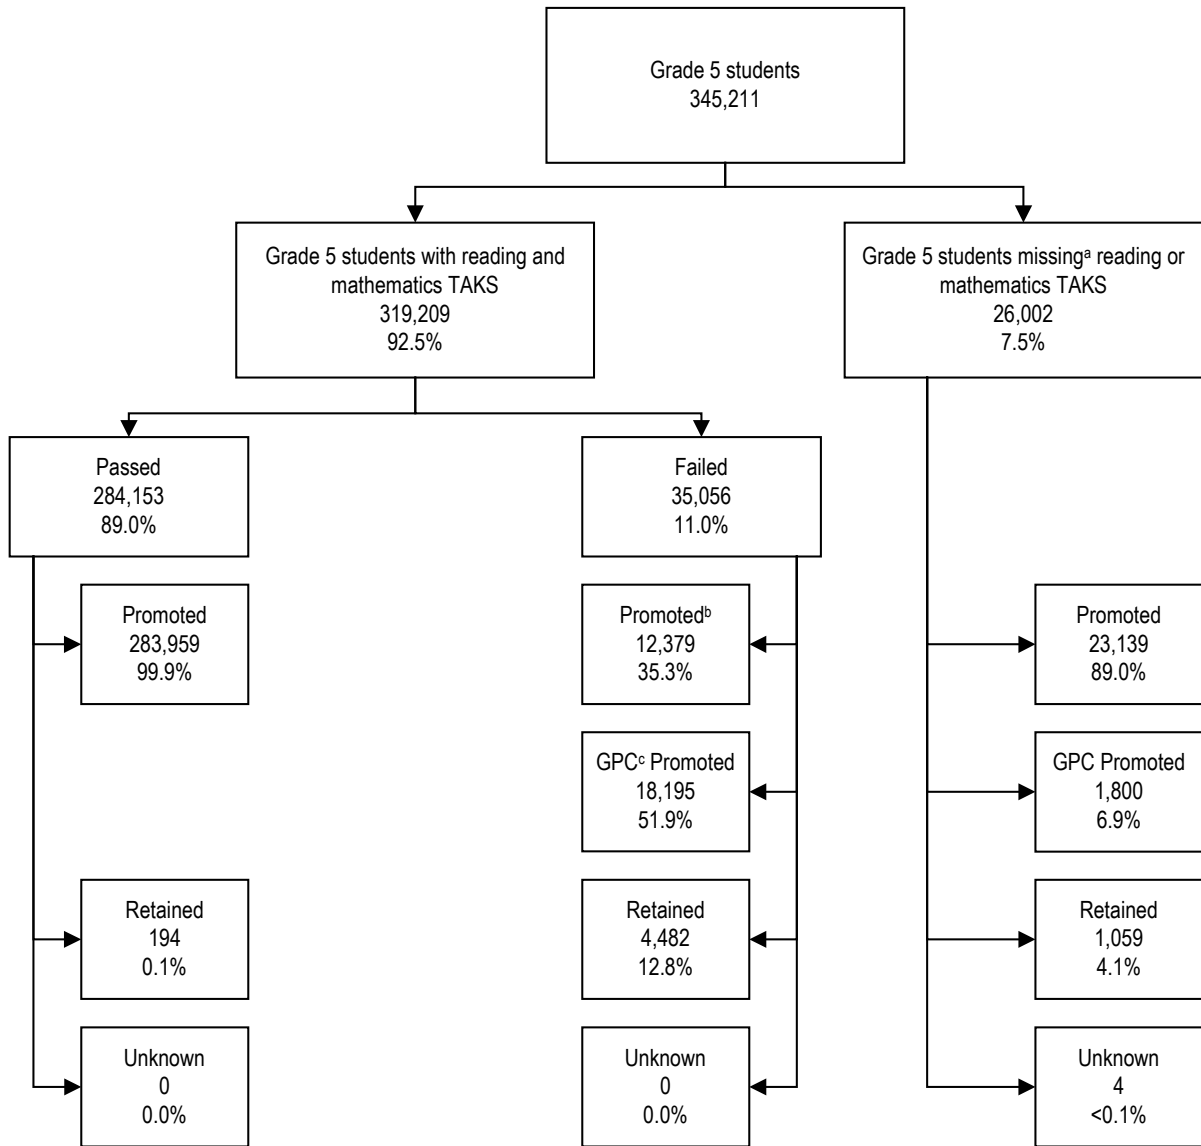 Grade 5 students
345,211
Grade 5 students with reading and
mathematics TAKS
319,209
92.5%
Grade 5 students missingᵃ reading or
mathematics TAKS
26,002
7.5%
Passed
284,153
89.0%
Failed
35,056
11.0%
Promoted
283,959
99.9%
Promotedᵇ
12,379
35.3%
Promoted
23,139
89.0%
GPCᶜ Promoted
18,195
51.9%
GPC Promoted
1,800
6.9%
Retained
194
0.1%
Retained
4,482
12.8%
Retained
1,059
4.1%
Unknown
0
0.0%
Unknown
0
0.0%
Unknown
4
<0.1%